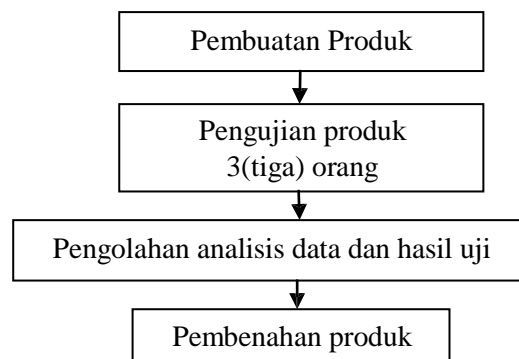 Pembuatan Produk
Pengujian produk
3(tiga) orang
Pengolahan analisis data dan hasil uji
Pembenahan produk